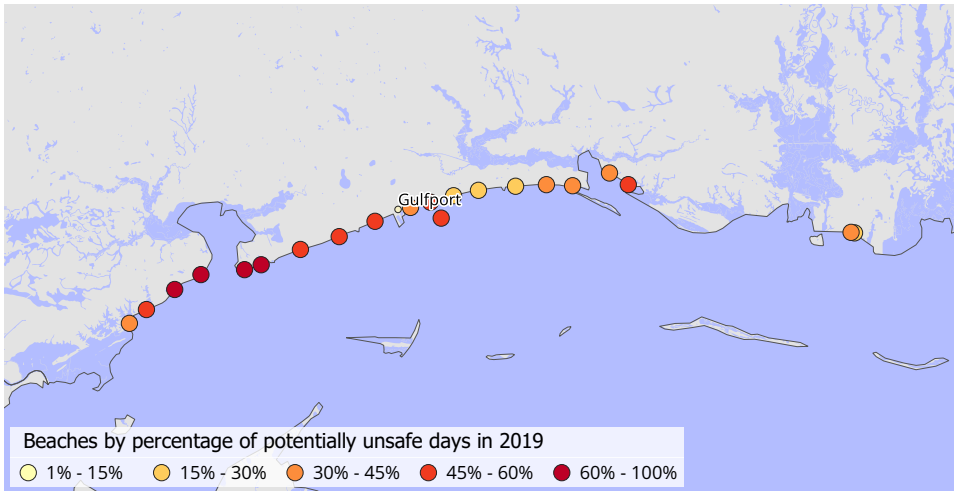 Gulfport
Beaches by percentage of potentially unsafe days in 2019
1% - 15% 15% - 30% 30% - 45% 45% - 60% 60% - 100%